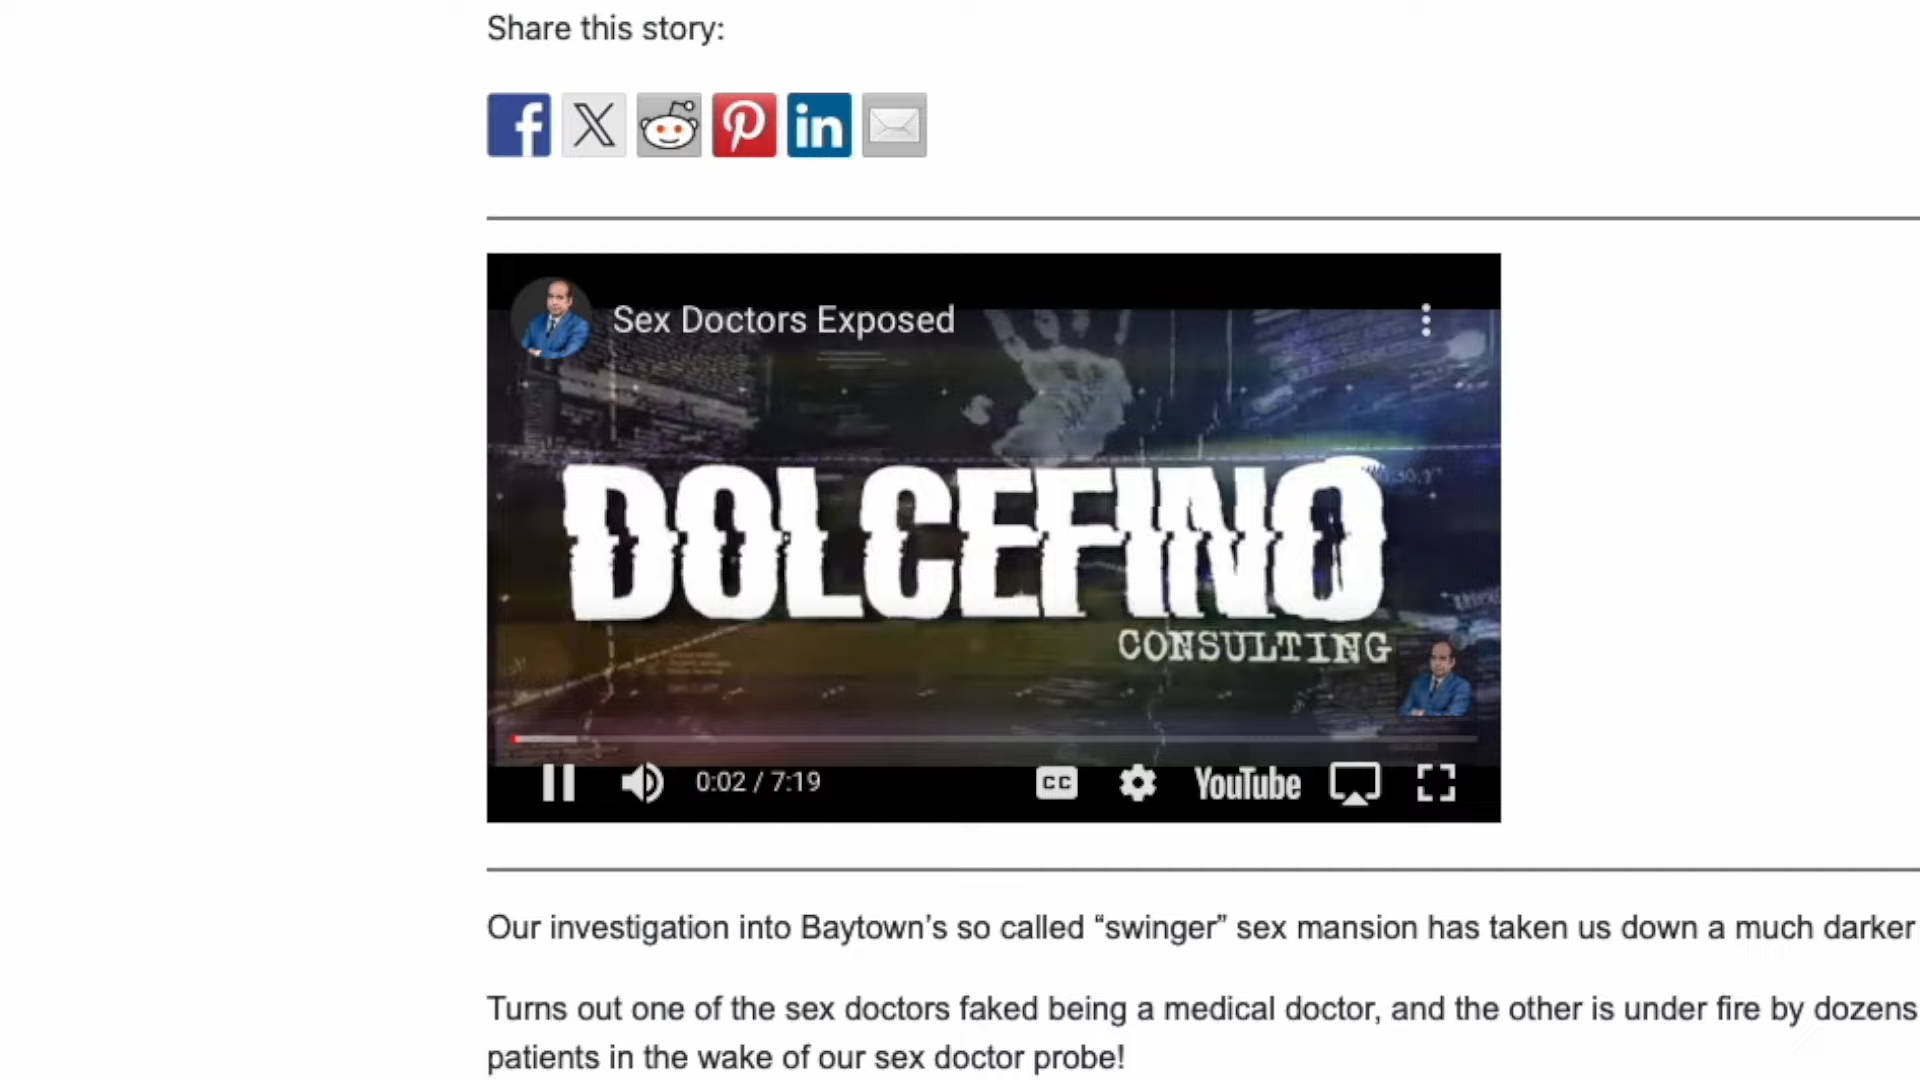 Share this story:
Sex Doctors Exposed
DOLCEFINO
CONSULTING
0:02 / 7:19
CC
YouTube
Our investigation into Baytown’s so called “swinger” sex mansion has taken us down a much darker
Turns out one of the sex doctors faked being a medical doctor, and the other is under fire by dozens
patients in the wake of our sex doctor probe!